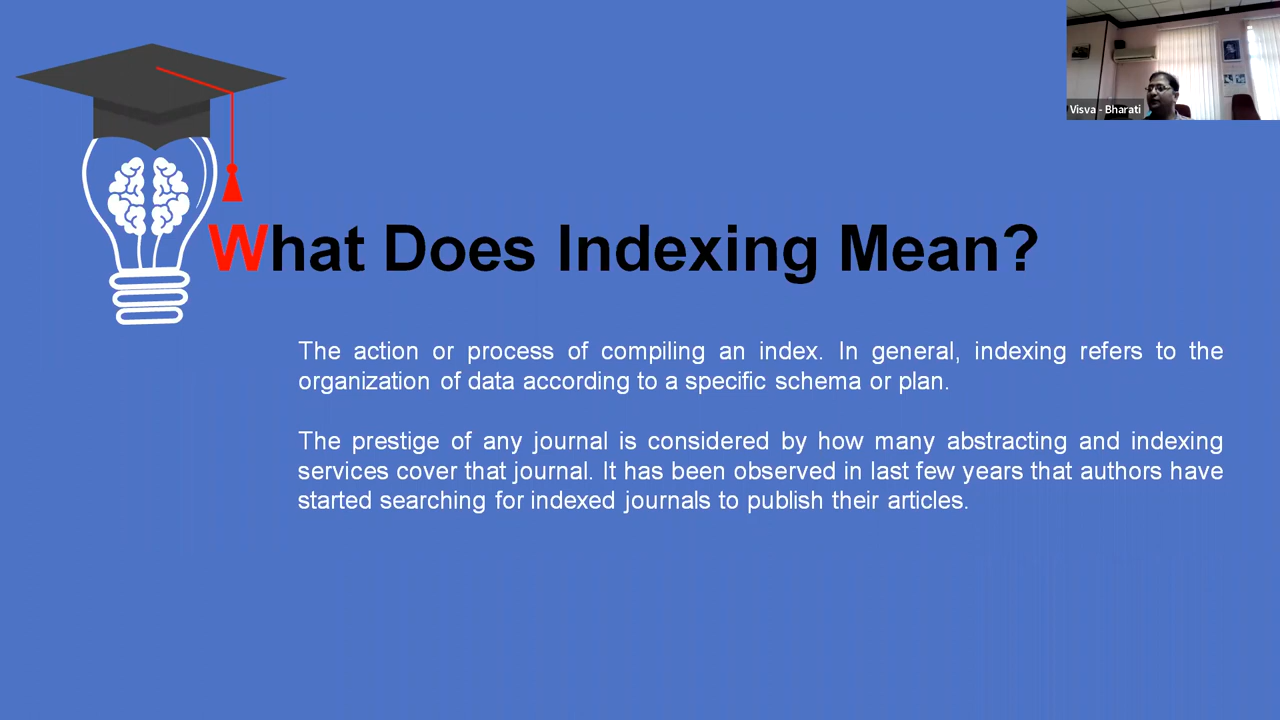 Visva - Bharati
What Does Indexing Mean?
The action or process of compiling an index. In general, indexing refers to the
organization of data according to a specific schema or plan.
The prestige of any journal is considered by how many abstracting and indexing
services cover that journal. It has been observed in last few years that authors have
started searching for indexed journals to publish their articles.